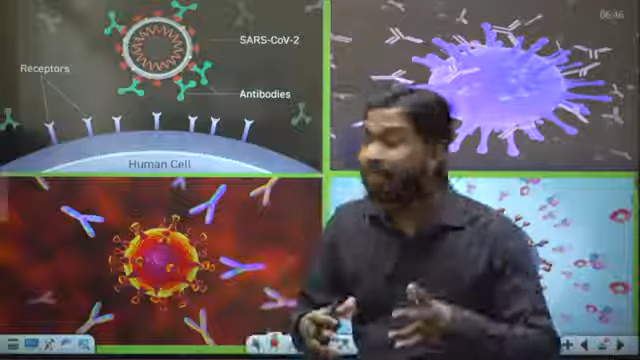 06:46
SARS-CoV-2
Receptors
Antibodies
Human Cell